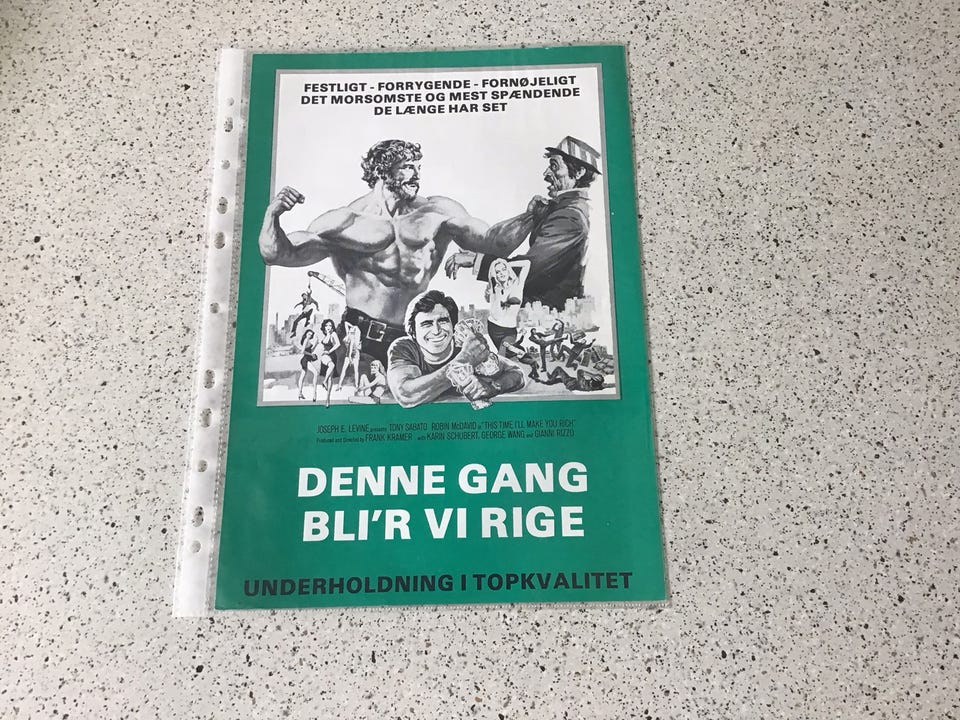 FESTLIGT - FORRYGENDE - FORNØJELIGT
DET MORSOMSTE OG MEST SPÆNDENDE
DE LÆNGE HAR SET
JOSEPH E. LEVINE presents TONY SABATO ROBIN McDAVID in "THIS TIME I'LL MAKE YOU RICH"
Produced and Directed by FRANK KRAMER with KARIN SCHUBERT, GEORGE WANG and GIANNI RIZZO
DENNE GANG
BLI'R VI RIGE
UNDERHOLDNING I TOPKVALITET